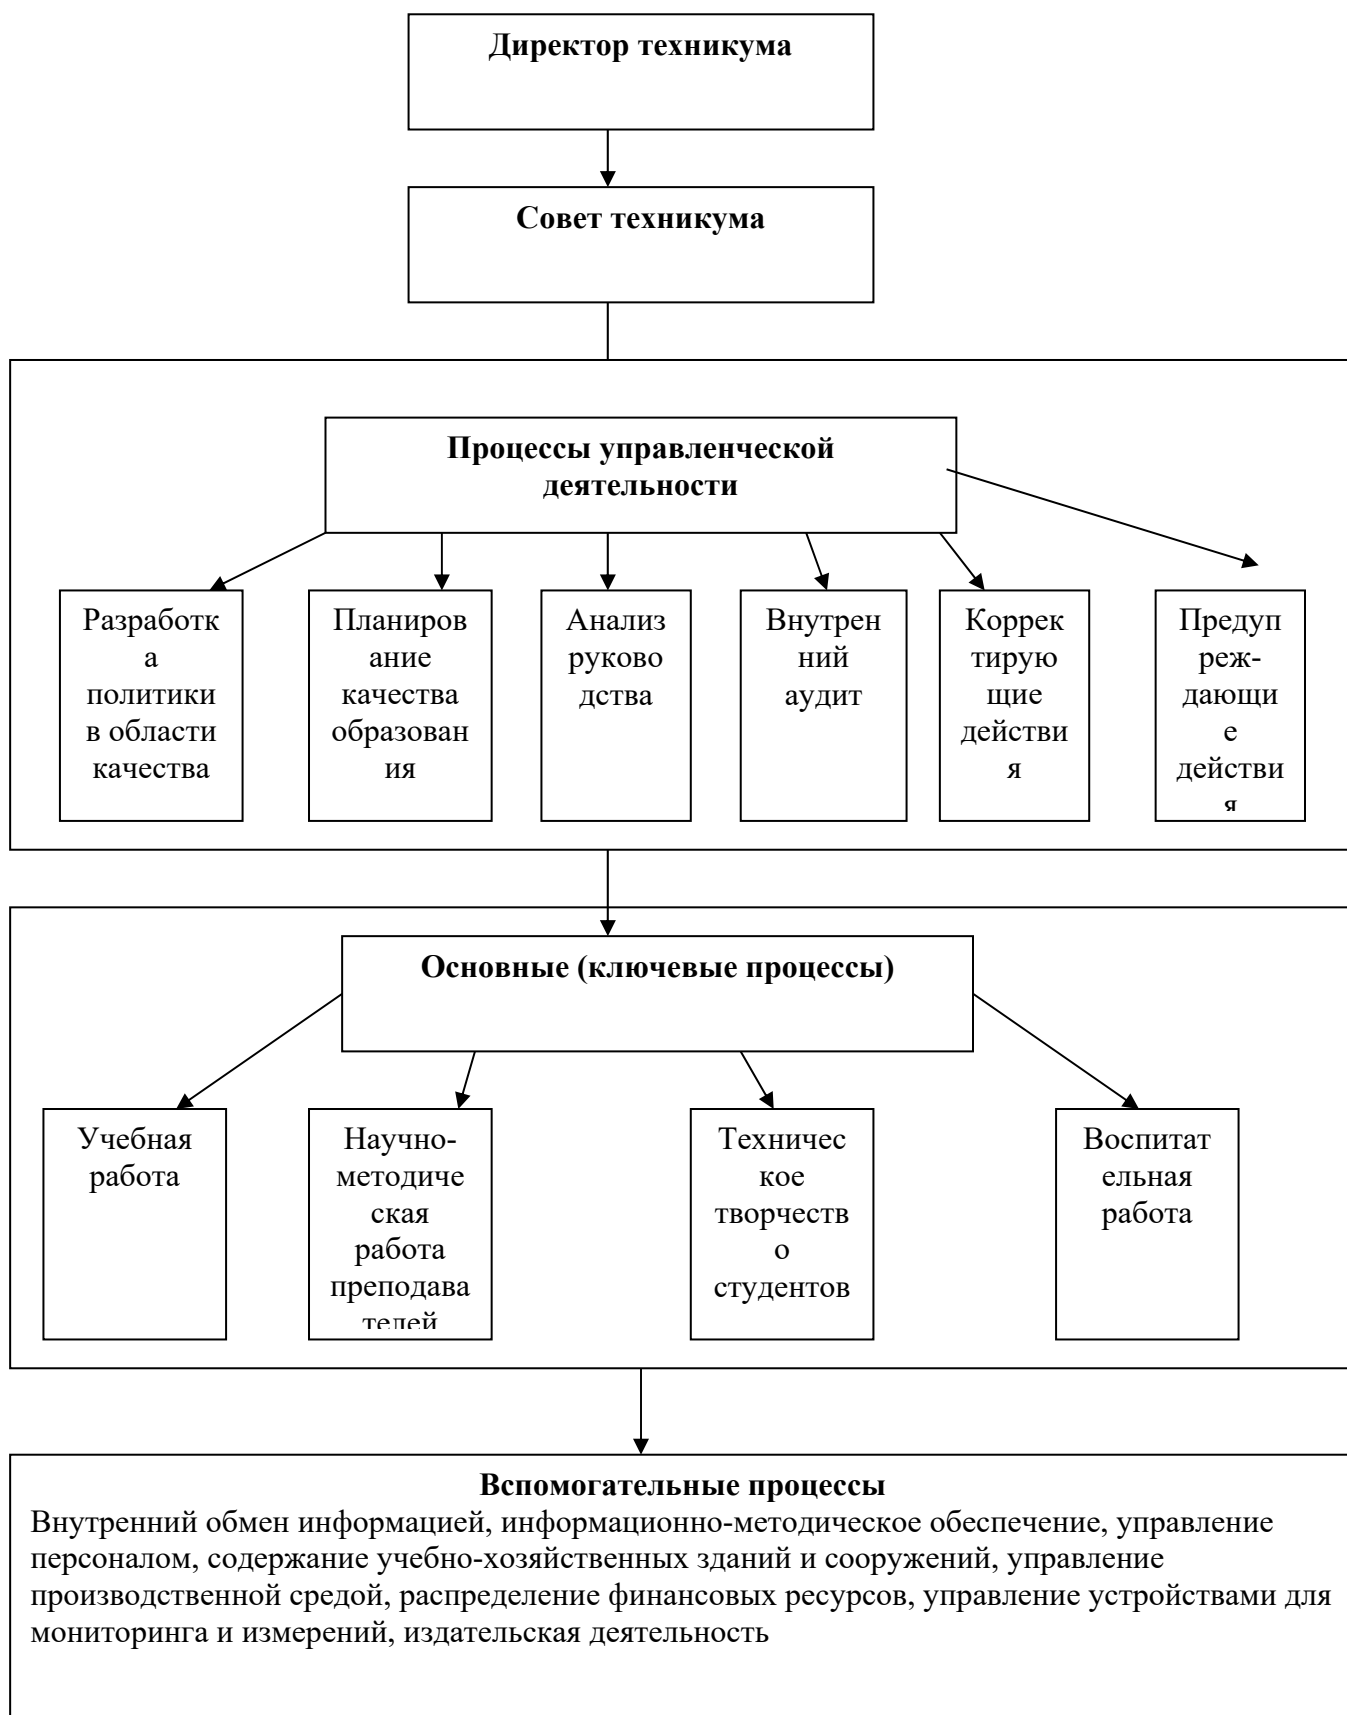 Директор техникума
Совет техникума
Процессы управленческой
деятельности
Разработк
а
политики
в области
качества
Планиров
ание
качества
образован
ия
Анализ
руково
дства
Внутрен
ний
аудит
Коррек
тирую
щие
действи
я
Предуп
реж-
дающи
е
действи
я
Основные (ключевые процессы)
Учебная
работа
Научно-
методиче
ская
работа
преподава
телей
Техничес
кое
творчеств
о
студентов
Воспитат
ельная
работа
Вспомогательные процессы
Внутренний обмен информацией, информационно-методическое обеспечение, управление
персоналом, содержание учебно-хозяйственных зданий и сооружений, управление
производственной средой, распределение финансовых ресурсов, управление устройствами для
мониторинга и измерений, издательская деятельность